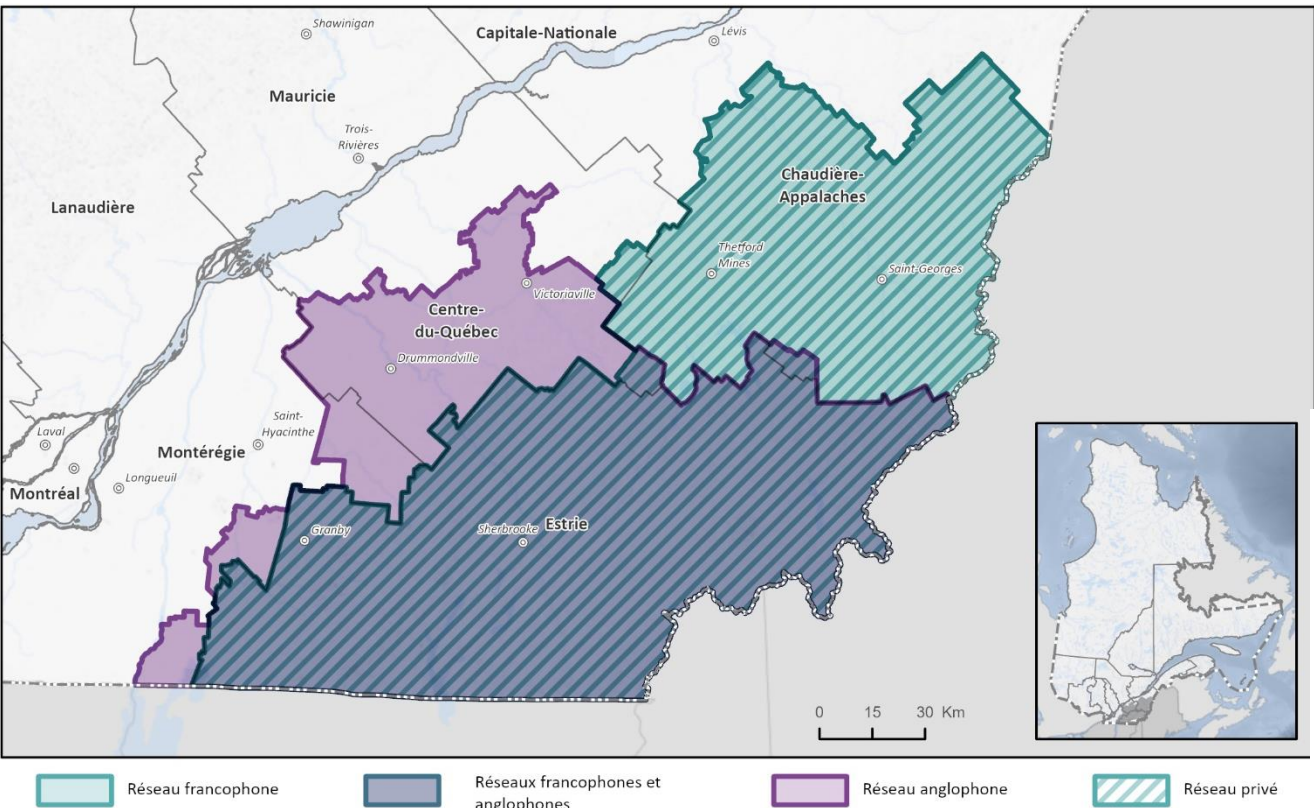 Shawinigan
Capitale-Nationale
Lévis
Mauricie
Trois-
Rivières
Lanaudière
Chaudière-
Appalaches
Thetford
Mines
Saint-Georges
Victoriaville
Centre-
du-Québec
Drummondville
Saint-
Hyacinthe
Montérégie
Laval
Longueuil
Montréal
Granby
Sherbrooke
Estrie
0 15 30 Km
Réseau francophone
Réseaux francophones et
anglophones
Réseau anglophone
Réseau privé